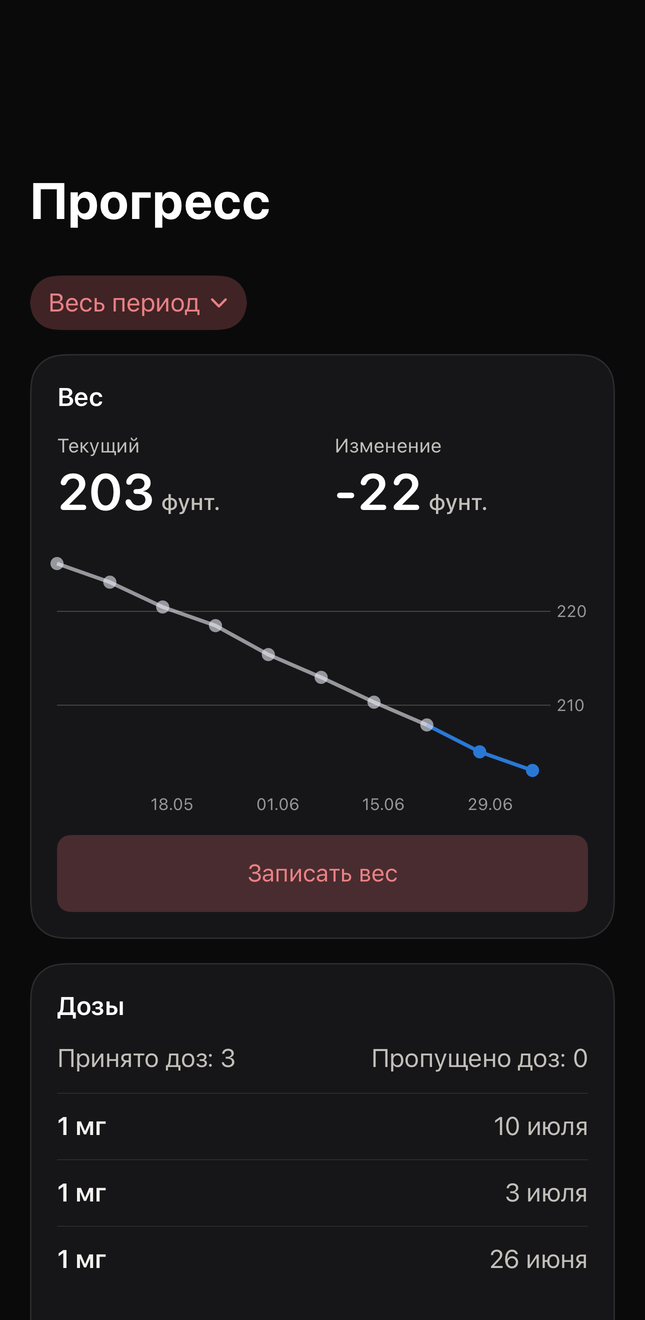 Прогресс
Весь период
Вес
Текущий Изменение
203 фунт. -22 фунт.
220
210
18.05 01.06 15.06 29.06
Записать вес
Дозы
Принято доз: 3 Пропущено доз: 0
1 мг 10 июля
1 мг 3 июля
1 мг 26 июня